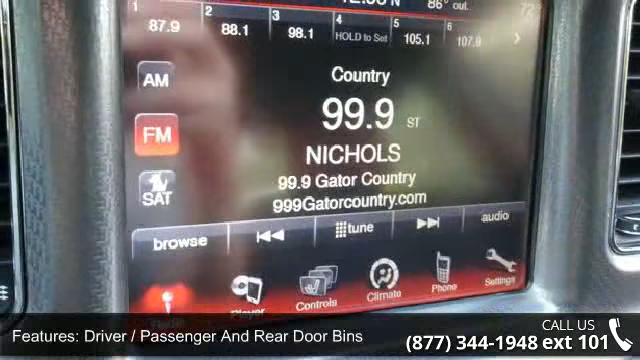 86° out.
1 87.9
2 88.1
3 98.1
4 HOLD to Set
5 105.1
6 107.9
AM
Country
99.9 ST
FM
NICHOLS
99.9 Gator Country
SAT
999Gatorcountry.com
browse
tune
audio
Player
Controls
Climate
Phone
Settings
Features: Driver / Passenger And Rear Door Bins
CALL US
(877) 344-1948 ext 101